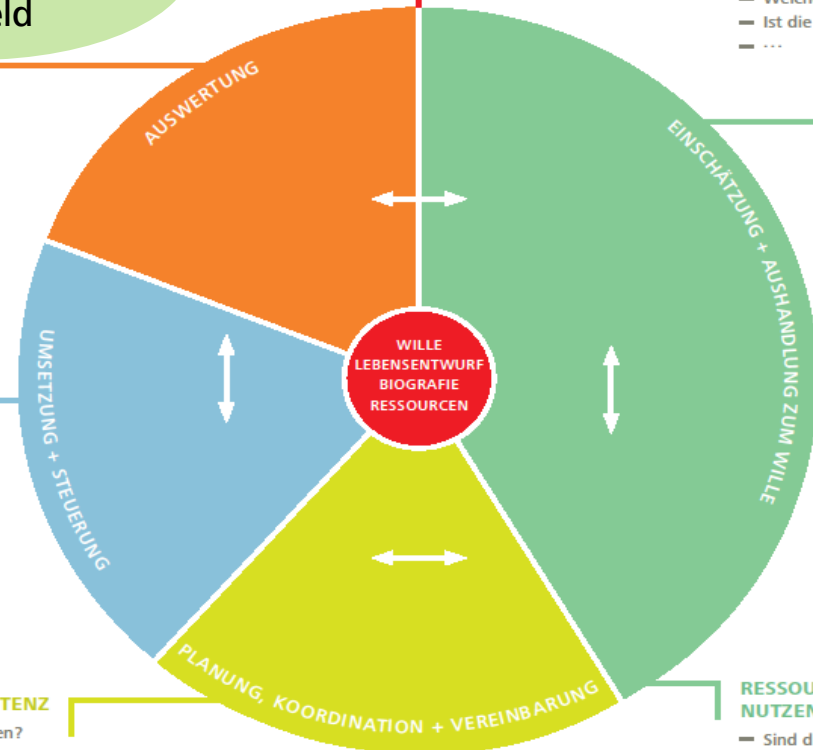 eld
Ist die
...
AUSWERTUNG
EINSCHÄTZUNG + AUSHANDLUNG ZUM WILLE
WILLE
LEBENSENTWURF
BIOGRAFIE
RESSOURCEN
UMSETZUNG + STEUERUNG
PLANUNG, KOORDINATION + VEREINBARUNG
TENZ
en?
RESSOU
NUTZEN
Sind d